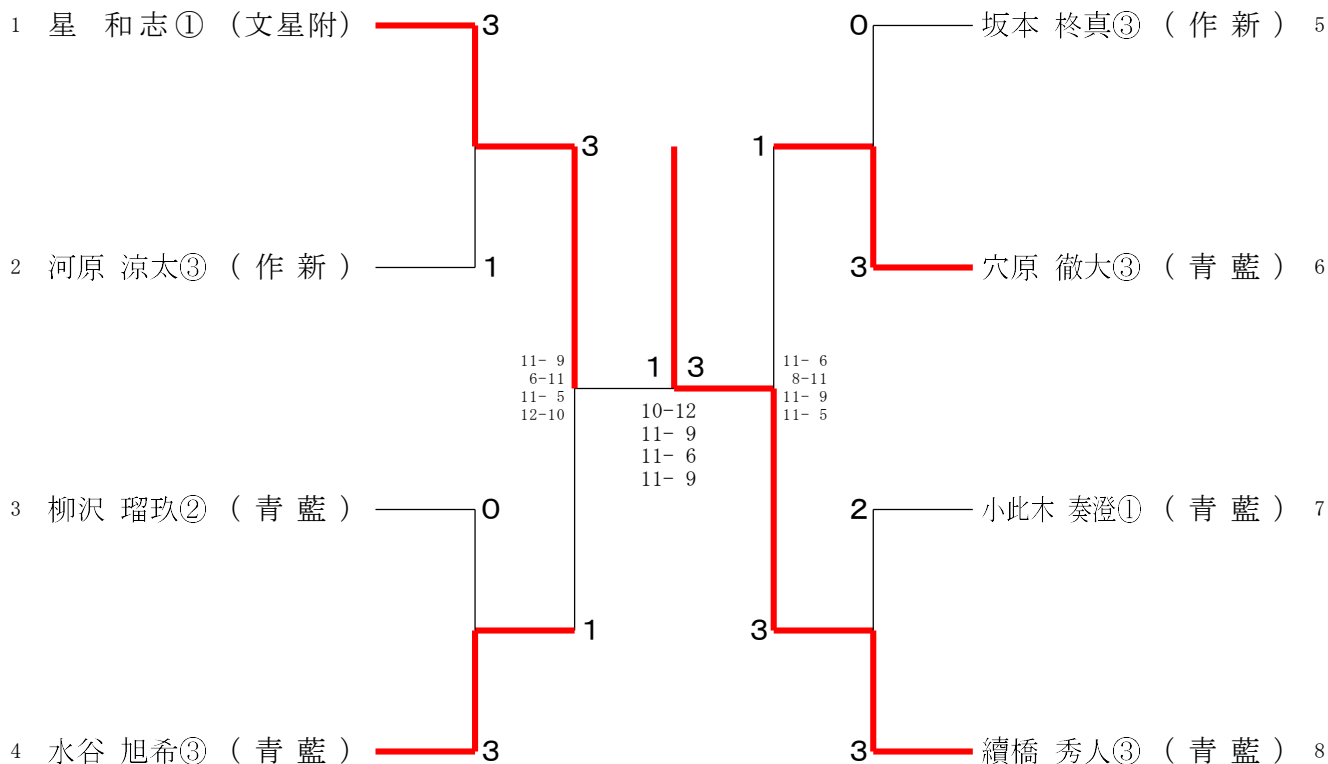 1 星 和志① (文星附) 3
0 坂本 柊真③ (作新) 5
3
1
2 河原 涼太③ (作新) 1
3 穴原 徹大③ (青藍) 6
11- 9
6-11
11- 5
12-10
1 3
10-12
11- 9
11- 6
11- 9
11- 6
8-11
11- 9
11- 5
3 柳沢 瑠玖② (青藍) 0
2 小此木 奏澄① (青藍) 7
1
3
4 水谷 旭希③ (青藍) 3
3 續橋 秀人③ (青藍) 8